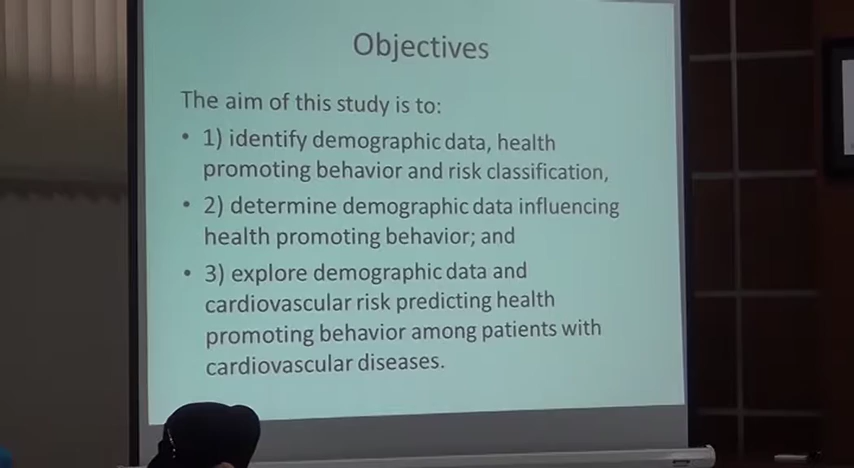 Objectives
The aim of this study is to:
• 1) identify demographic data, health
promoting behavior and risk classification,
• 2) determine demographic data influencing
health promoting behavior; and
• 3) explore demographic data and
cardiovascular risk predicting health
promoting behavior among patients with
cardiovascular diseases.